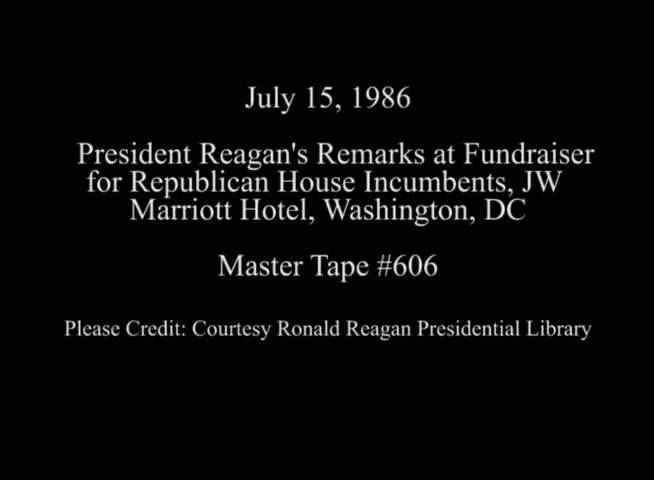 July 15, 1986
President Reagan's Remarks at Fundraiser
for Republican House Incumbents, JW
Marriott Hotel, Washington, DC
Master Tape #606
Please Credit: Courtesy Ronald Reagan Presidential Library